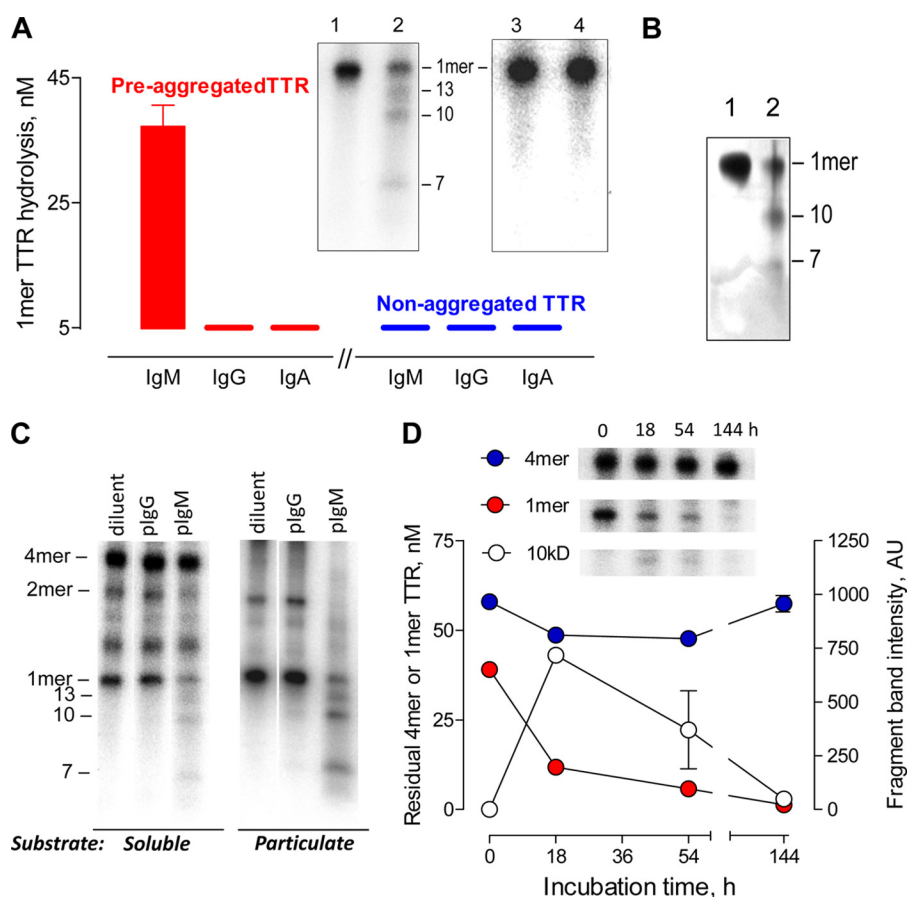 A
1mer TTR hydrolysis, nM
45
25
5
Pre-aggregatedTTR
1 2
1mer
13
10
7
3 4
Non-aggregated TTR
IgM IgG IgA // IgM IgG IgA
B
1 2
1mer
10
7
C
diluent pIgG pIgM diluent pIgG pIgM
4mer
2mer
1mer
13
10
7
Substrate: Soluble Particulate
D
0 18 54 144 h
4mer
1mer
10kD
Residual 4mer or 1mer TTR, nM
75
50
25
0
1250
1000
750
500
250
0
Fragment band intensity, AU
0 18 36 54 144
Incubation time, h